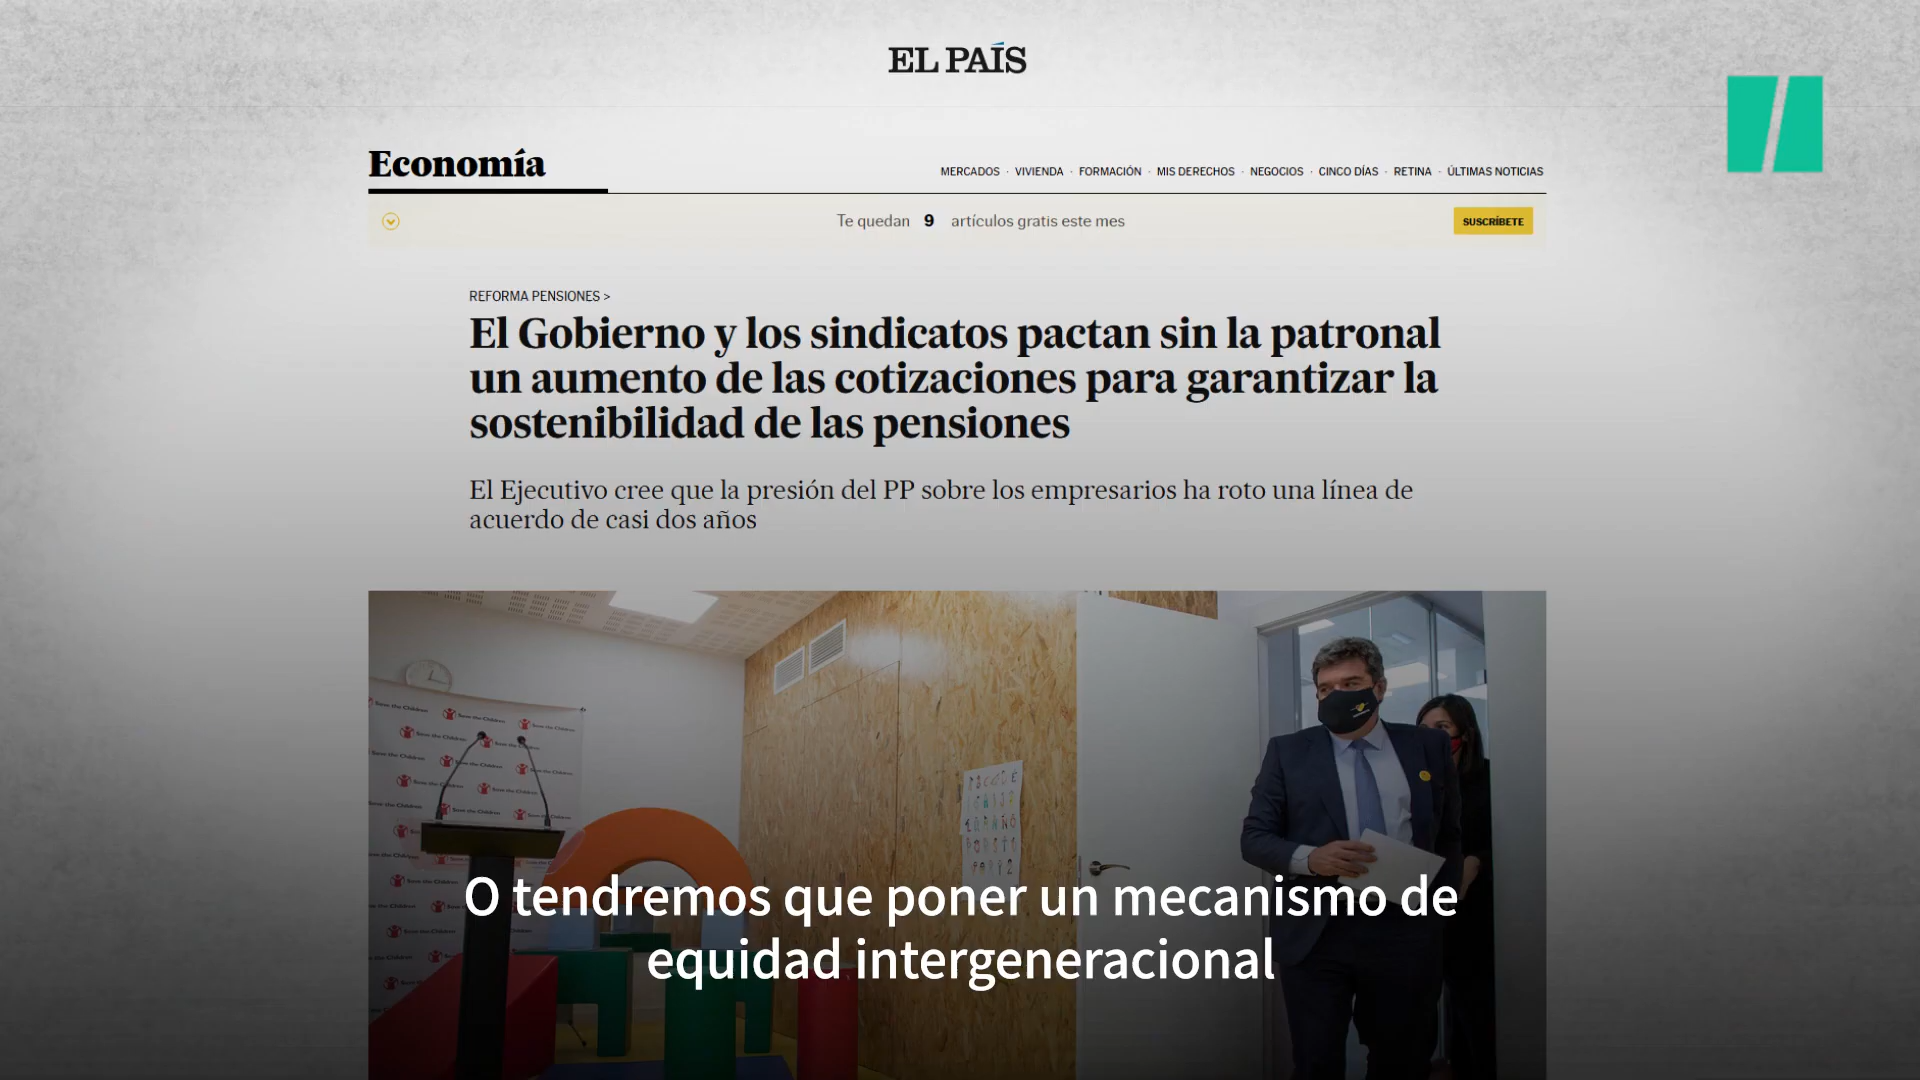 EL PAÍS
Economía
MERCADOS · VIVIENDA · FORMACIÓN · MIS DERECHOS · NEGOCIOS · CINCO DÍAS · RETINA · ÚLTIMAS NOTICIAS
Te quedan 9 artículos gratis este mes
SUSCRÍBETE
REFORMA PENSIONES >
El Gobierno y los sindicatos pactan sin la patronal
un aumento de las cotizaciones para garantizar la
sostenibilidad de las pensiones
El Ejecutivo cree que la presión del PP sobre los empresarios ha roto una línea de
acuerdo de casi dos años
Save the Children
O tendremos que poner un mecanismo de
equidad intergeneracional